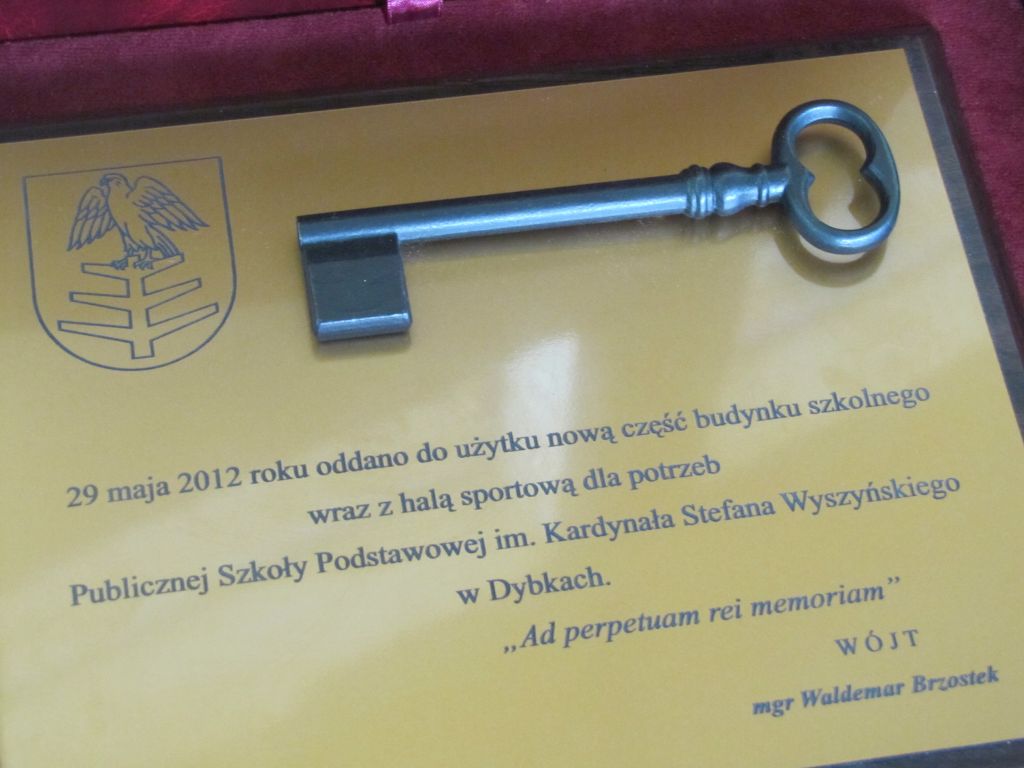 29 maja 2012 roku oddano do użytku nową część budynku szkolnego
wraz z halą sportową dla potrzeb
Publicznej Szkoły Podstawowej im. Kardynała Stefana Wyszyńskiego
w Dybkach.
„Ad perpetuam rei memoriam”
WÓJT
mgr Waldemar Brzostek